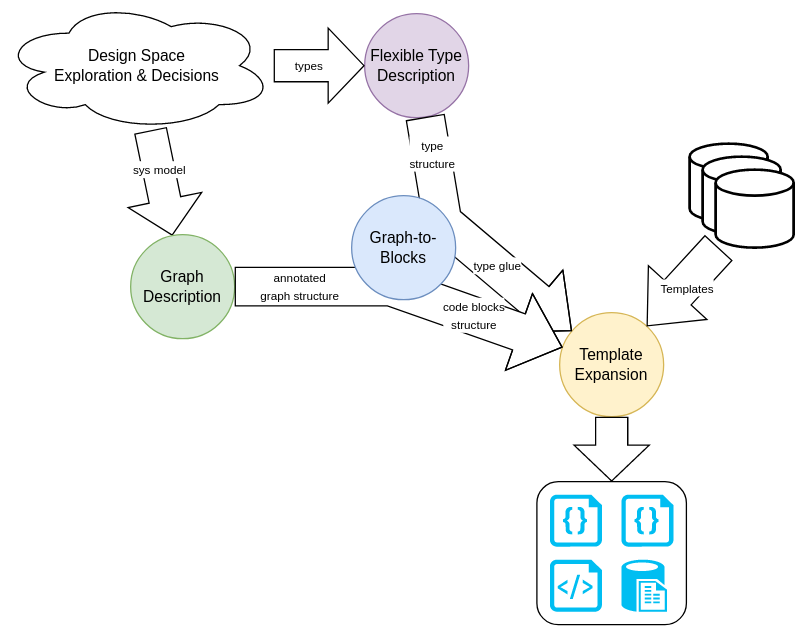 Design Space
Exploration & Decisions
types
Flexible Type
Description
sys model
type
structure
Graph-to-
Blocks
Graph
Description
annotated
graph structure
type glue
code blocks
structure
Templates
Template
Expansion
{ }
{ }
</>